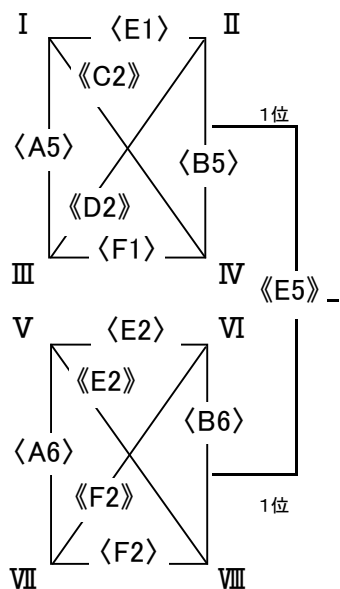 Ⅰ 〈E1〉 Ⅱ
《C2》
1位
〈A5〉 〈B5〉
《D2》
〈F1〉
Ⅲ Ⅳ 《E5》
Ⅴ 〈E2〉 Ⅵ
《E2》
〈B6〉
〈A6〉
《F2》
1位
〈F2〉
Ⅶ Ⅷ